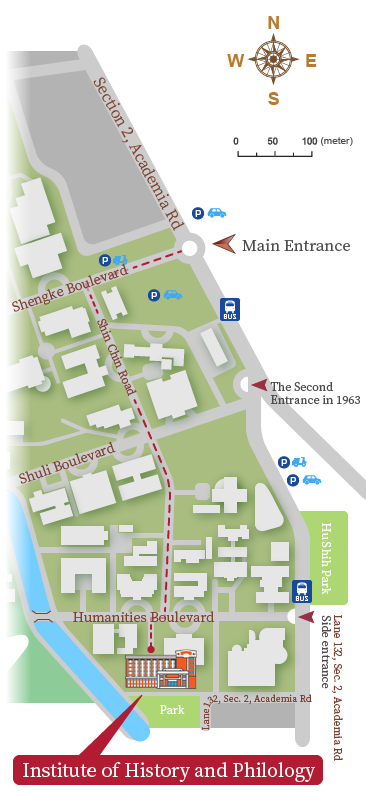 N
W E
S
0 50 100 (meter)
Section 2, Academia Rd
P
Main Entrance
P
Shengke Boulevard
P
BUS
Shin Chin Road
The Second
Entrance in 1963
Shuli Boulevard
P
P
HuShih Park
BUS
Humanities Boulevard
Lane 132, Sec. 2, Academia Rd
Side entrance
Lane 132, Sec. 2, Academia Rd
Park
Institute of History and Philology